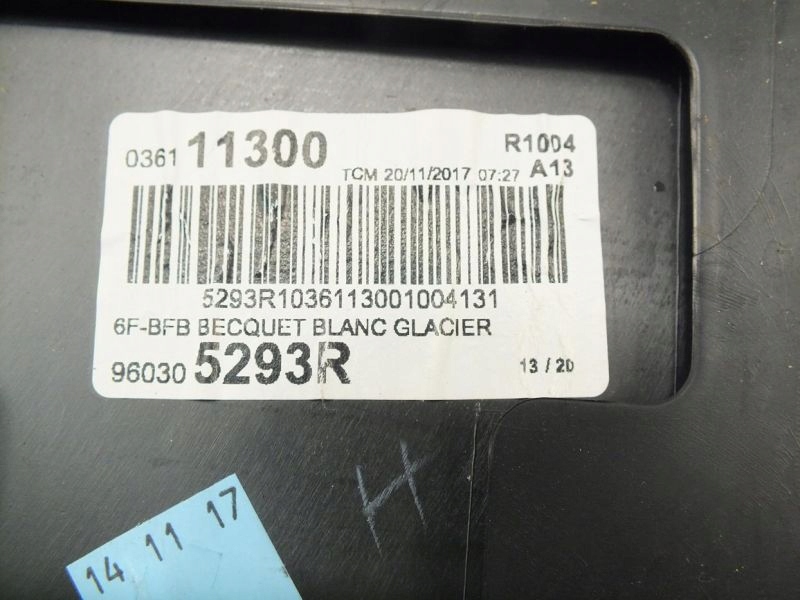 0361 11300 R1004
TCM 20/11/2017 07:27 A13
5293R1036113001004131
6F-BFB BECQUET BLANC GLACIER
96030 5293R 13 / 20
H
14 11 17